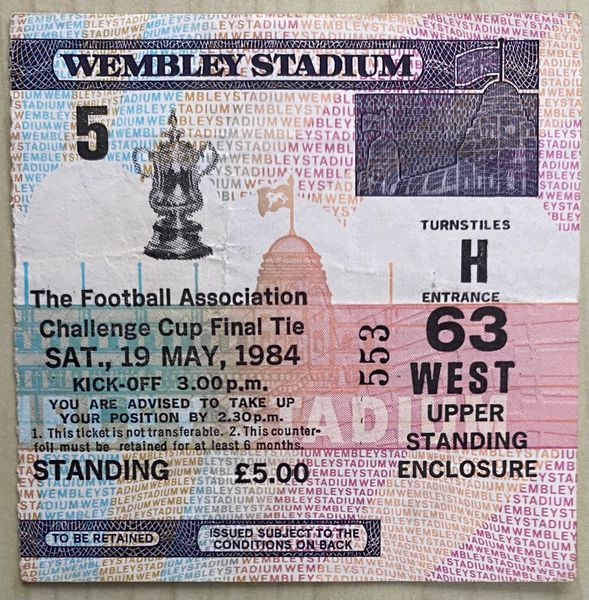 WEMBLEY STADIUM
5
The Football Association
Challenge Cup Final Tie
SAT., 19 MAY, 1984
KICK-OFF 3.00 p.m.
YOU ARE ADVISED TO TAKE UP
YOUR POSITION BY 2.30 p.m.
1. This ticket is not transferable. 2. This counter-
foil must be retained for at least 6 months.
STANDING £5.00
TO BE RETAINED
ISSUED SUBJECT TO THE
CONDITIONS ON BACK
553
STADIUM
TURNSTILES
H
ENTRANCE
63
WEST
UPPER
STANDING
ENCLOSURE